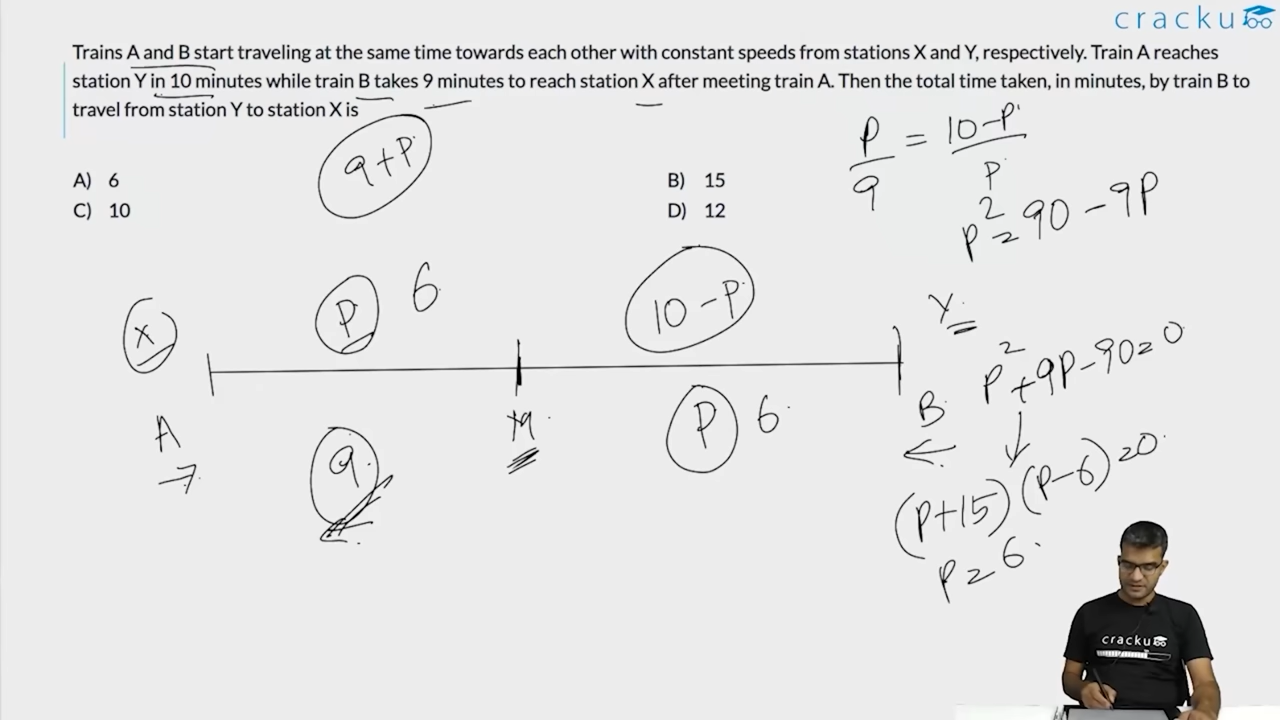 cracku
Trains A and B start traveling at the same time towards each other with constant speeds from stations X and Y, respectively. Train A reaches
station Y in 10 minutes while train B takes 9 minutes to reach station X after meeting train A. Then the total time taken, in minutes, by train B to
travel from station Y to station X is
9+P
P/9 = 10-P/P
A) 6
B) 15
C) 10
D) 12
P² = 90 - 9P
X
P 6
10-P
Y
P² + 9P - 90 = 0
A
9
M
P 6
B
(P+15) (P-6) = 0
P = 6
cracku